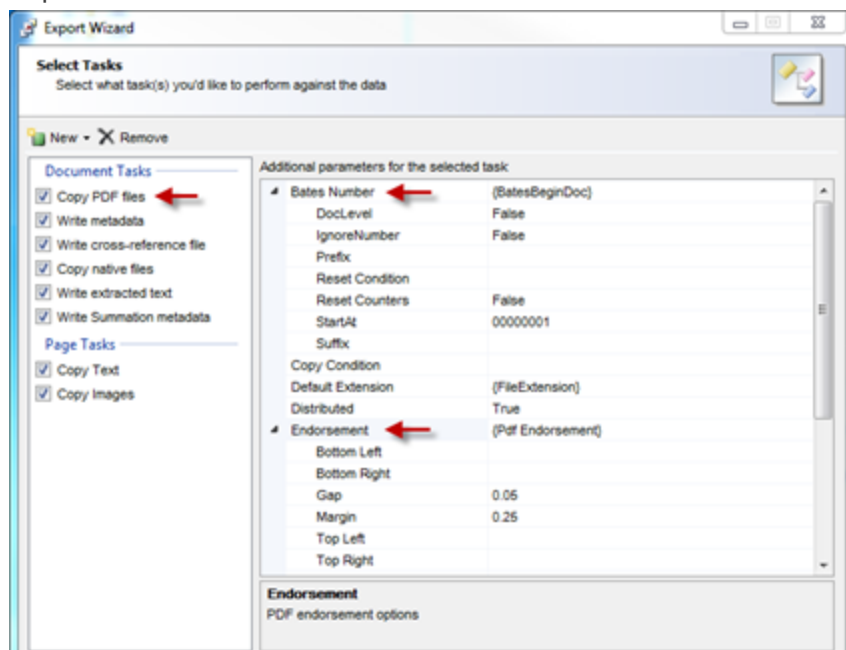 Export Wizard
Select Tasks
Select what task(s) you'd like to perform against the data
New Remove
Document Tasks
Copy PDF files
Write metadata
Write cross-reference file
Copy native files
Write extracted text
Write Summation metadata
Page Tasks
Copy Text
Copy Images
Additional parameters for the selected task
Bates Number {BatesBeginDoc}
DocLevel False
IgnoreNumber False
Prefix
Reset Condition
Reset Counters False
StartAt 00000001
Suffix
Copy Condition
Default Extension {FileExtension}
Distributed True
Endorsement {Pdf Endorsement}
Bottom Left
Bottom Right
Gap 0.05
Margin 0.25
Top Left
Top Right
Endorsement
PDF endorsement options